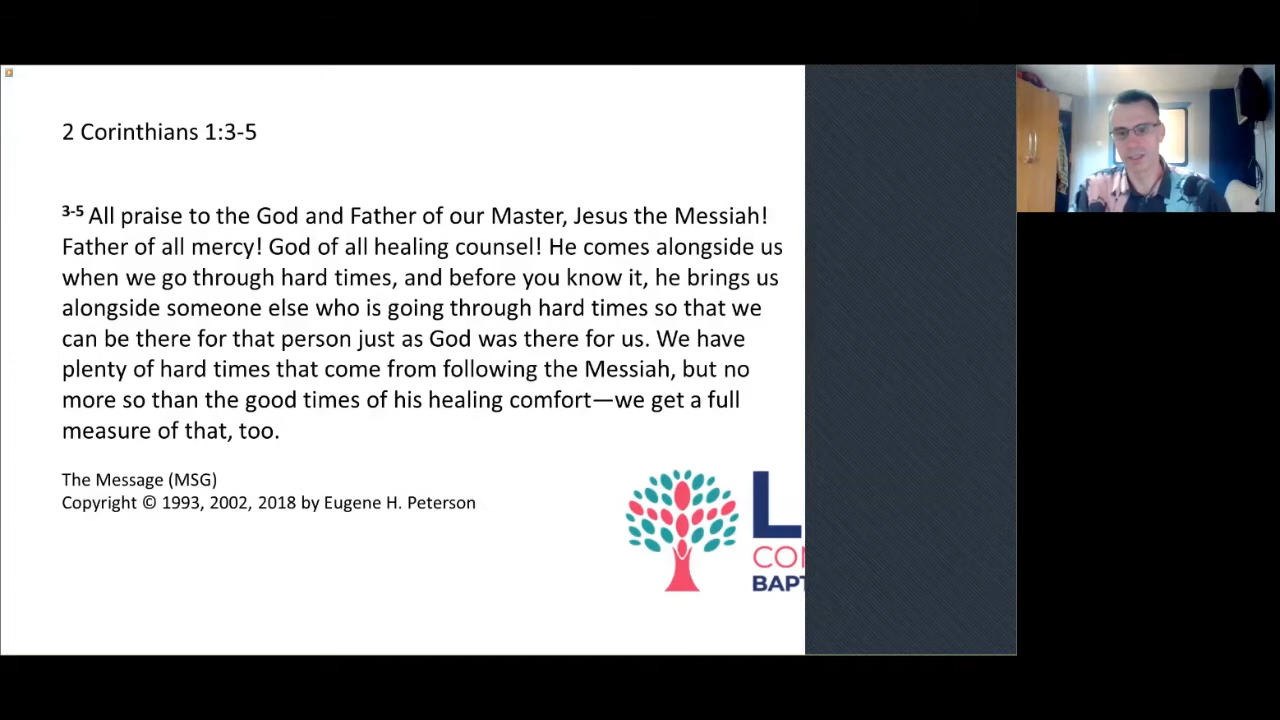 2 Corinthians 1:3-5
3-5 All praise to the God and Father of our Master, Jesus the Messiah!
Father of all mercy! God of all healing counsel! He comes alongside us
when we go through hard times, and before you know it, he brings us
alongside someone else who is going through hard times so that we
can be there for that person just as God was there for us. We have
plenty of hard times that come from following the Messiah, but no
more so than the good times of his healing comfort—we get a full
measure of that, too.
The Message (MSG)
Copyright © 1993, 2002, 2018 by Eugene H. Peterson